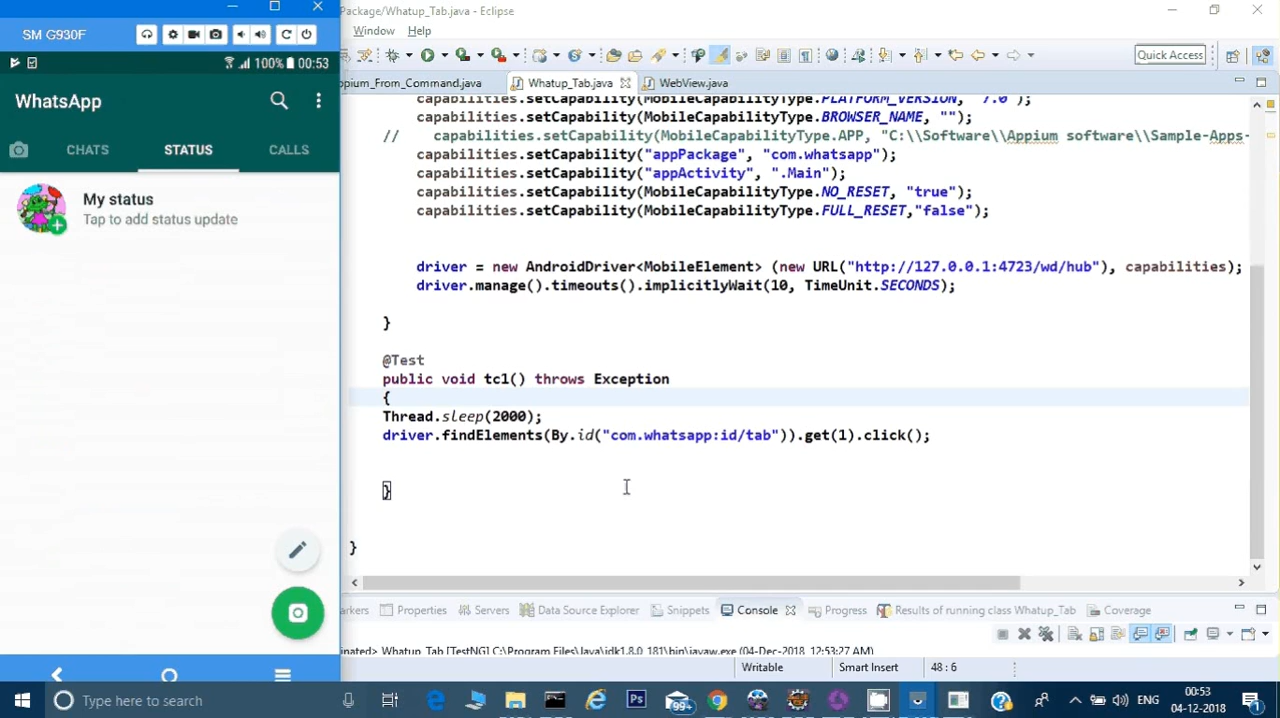 SM G930F
100% 00:53
WhatsApp
CHATS STATUS CALLS
My status
Tap to add status update
Package/Whatup_Tab.java - Eclipse
Window Help
Quick Access
ppium_From_Command.java Whatup_Tab.java WebView.java
capabilities.setCapability(MobileCapabilityType.PLATFORM_VERSION, "7.0");
capabilities.setCapability(MobileCapabilityType.BROWSER_NAME, "");
// capabilities.setCapability(MobileCapabilityType.APP, "C:\\Software\\Appium software\\Sample-Apps-
capabilities.setCapability("appPackage", "com.whatsapp");
capabilities.setCapability("appActivity", ".Main");
capabilities.setCapability(MobileCapabilityType.NO_RESET, "true");
capabilities.setCapability(MobileCapabilityType.FULL_RESET,"false");
driver = new AndroidDriver<MobileElement> (new URL("http://127.0.0.1:4723/wd/hub"), capabilities);
driver.manage().timeouts().implicitlyWait(10, TimeUnit.SECONDS);
}
@Test
public void tc1() throws Exception
{
Thread.sleep(2000);
driver.findElements(By.id("com.whatsapp:id/tab")).get(1).click();
}
}
arkers Properties Servers Data Source Explorer Snippets Console Progress Results of running class Whatup_Tab Coverage
inated> Whatup_Tab [TestNG] C:\Program Files\Java\jdk1.8.0_181\bin\javaw.exe (04-Dec-2018, 12:53:27 AM)
Writable Smart Insert 48 : 6
Type here to search
99+
ENG
00:53
04-12-2018
1